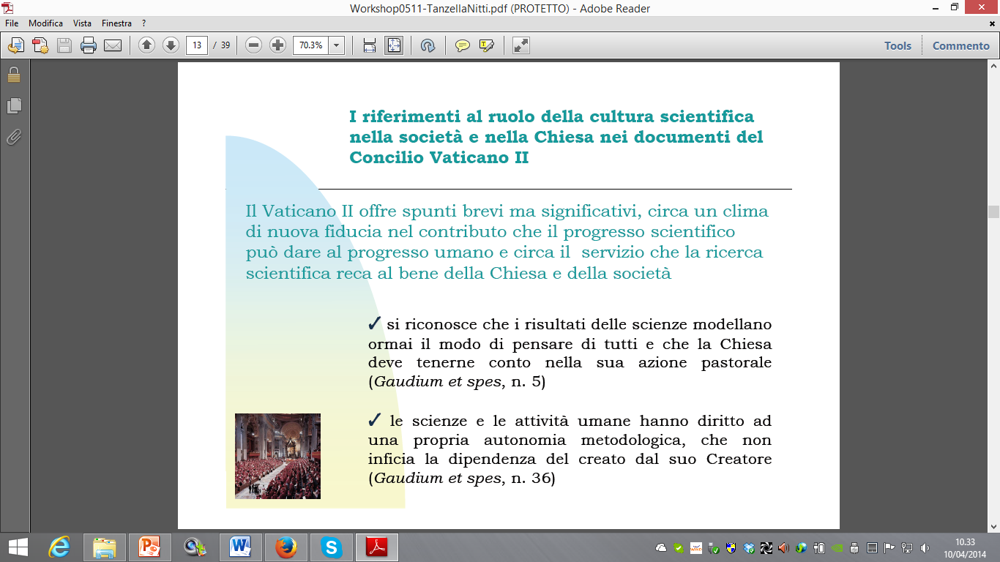 Workshop0511-TanzellaNitti.pdf (PROTETTO) - Adobe Reader
File Modifica Vista Finestra ?
13 / 39 70.3% Tools Commento
I riferimenti al ruolo della cultura scientifica
nella società e nella Chiesa nei documenti del
Concilio Vaticano II
Il Vaticano II offre spunti brevi ma significativi, circa un clima
di nuova fiducia nel contributo che il progresso scientifico
può dare al progresso umano e circa il servizio che la ricerca
scientifica reca al bene della Chiesa e della società
✓ si riconosce che i risultati delle scienze modellano
ormai il modo di pensare di tutti e che la Chiesa
deve tenerne conto nella sua azione pastorale
(Gaudium et spes, n. 5)
✓ le scienze e le attività umane hanno diritto ad
una propria autonomia metodologica, che non
inficia la dipendenza del creato dal suo Creatore
(Gaudium et spes, n. 36)
10.33
10/04/2014